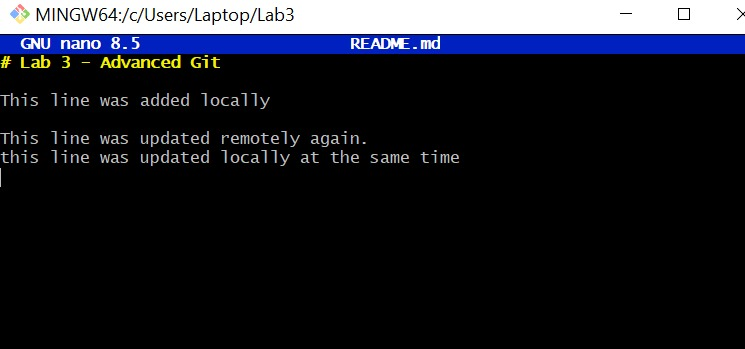 MINGW64:/c/Users/Laptop/Lab3
GNU nano 8.5 README.md
# Lab 3 - Advanced Git
This line was added locally
This line was updated remotely again.
this line was updated locally at the same time